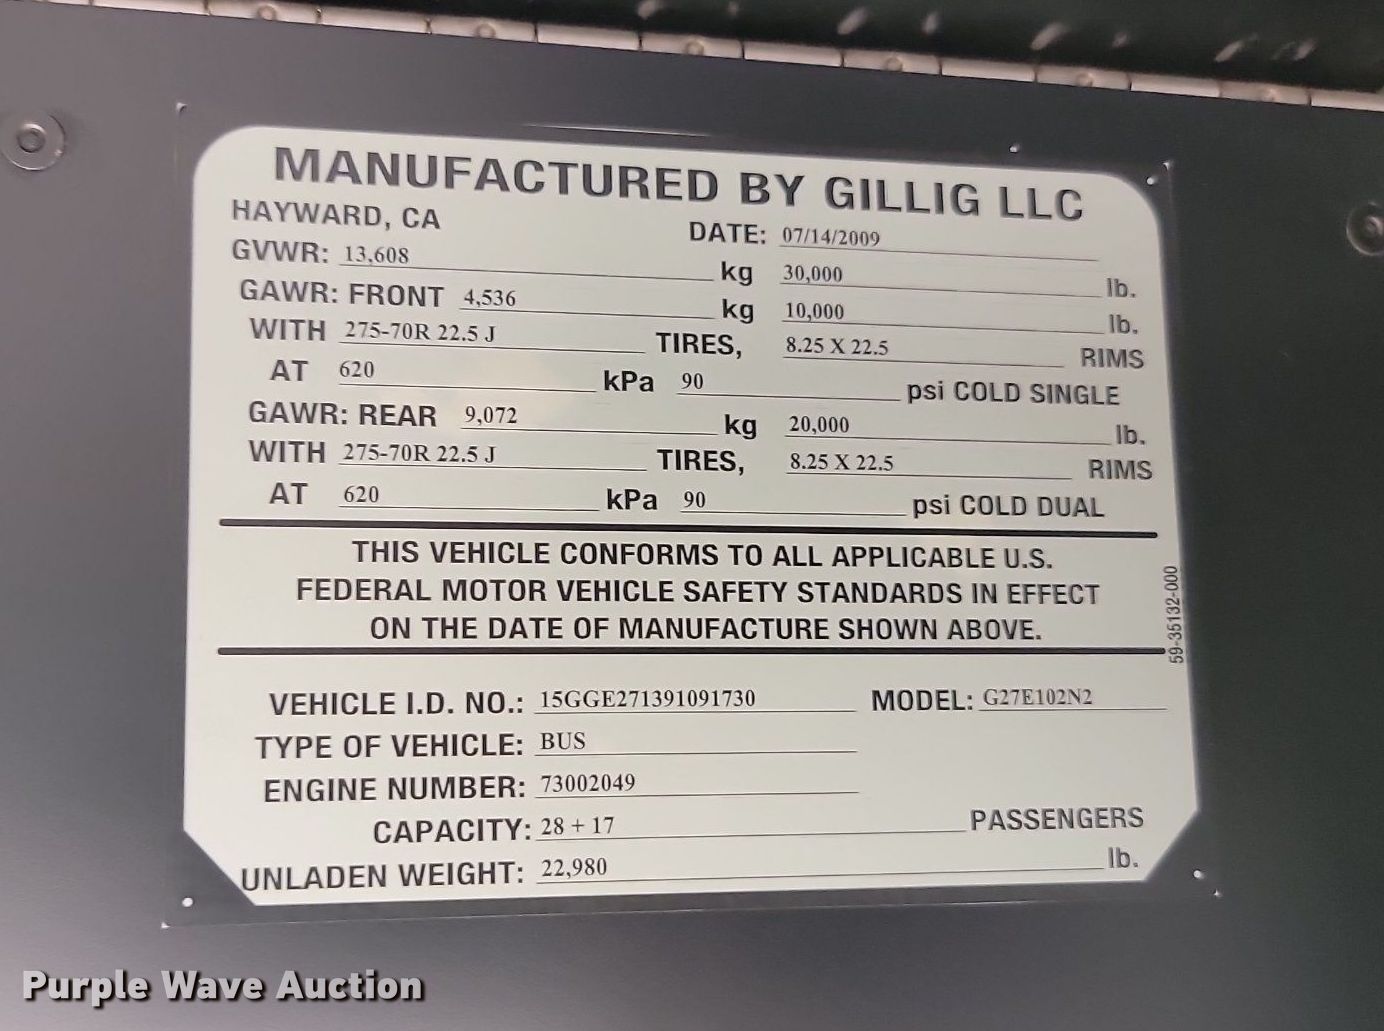 MANUFACTURED BY GILLIG LLC
HAYWARD, CA DATE: 07/14/2009
GVWR: 13,608 kg 30,000 lb.
GAWR: FRONT 4,536 kg 10,000 lb.
WITH 275-70R 22.5 J TIRES, 8.25 X 22.5 RIMS
AT 620 kPa 90 psi COLD SINGLE
GAWR: REAR 9,072 kg 20,000 lb.
WITH 275-70R 22.5 J TIRES, 8.25 X 22.5 RIMS
AT 620 kPa 90 psi COLD DUAL
THIS VEHICLE CONFORMS TO ALL APPLICABLE U.S.
FEDERAL MOTOR VEHICLE SAFETY STANDARDS IN EFFECT
ON THE DATE OF MANUFACTURE SHOWN ABOVE.
59-35132-000
VEHICLE I.D. NO.: 15GGE271391091730 MODEL: G27E102N2
TYPE OF VEHICLE: BUS
ENGINE NUMBER: 73002049
CAPACITY: 28 + 17 PASSENGERS
UNLADEN WEIGHT: 22,980 lb.
Purple Wave Auction